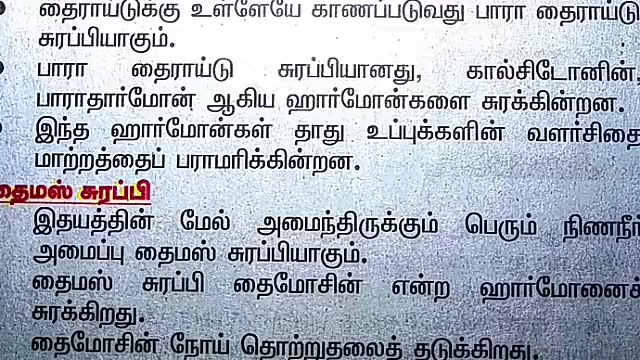 தைராய்டுக்கு உள்ளேயே காணப்படுவது பாரா தைராய்டு
சுரப்பியாகும்.
பாரா தைராய்டு சுரப்பியானது, கால்சிடோனின்,
பாராதார்மோன் ஆகிய ஹார்மோன்களை சுரக்கின்றன.
இந்த ஹார்மோன்கள் தாது உப்புக்களின் வளர்சிதை
மாற்றத்தைப் பராமரிக்கின்றன.
தைமஸ் சுரப்பி
இதயத்தின் மேல் அமைந்திருக்கும் பெரும் நிணநீர்
அமைப்பு தைமஸ் சுரப்பியாகும்.
தைமஸ் சுரப்பி தைமோசின் என்ற ஹார்மோனைச்
சுரக்கிறது.
தைமோசின் நோய் தொற்றுதலைத் தடுக்கிறது.